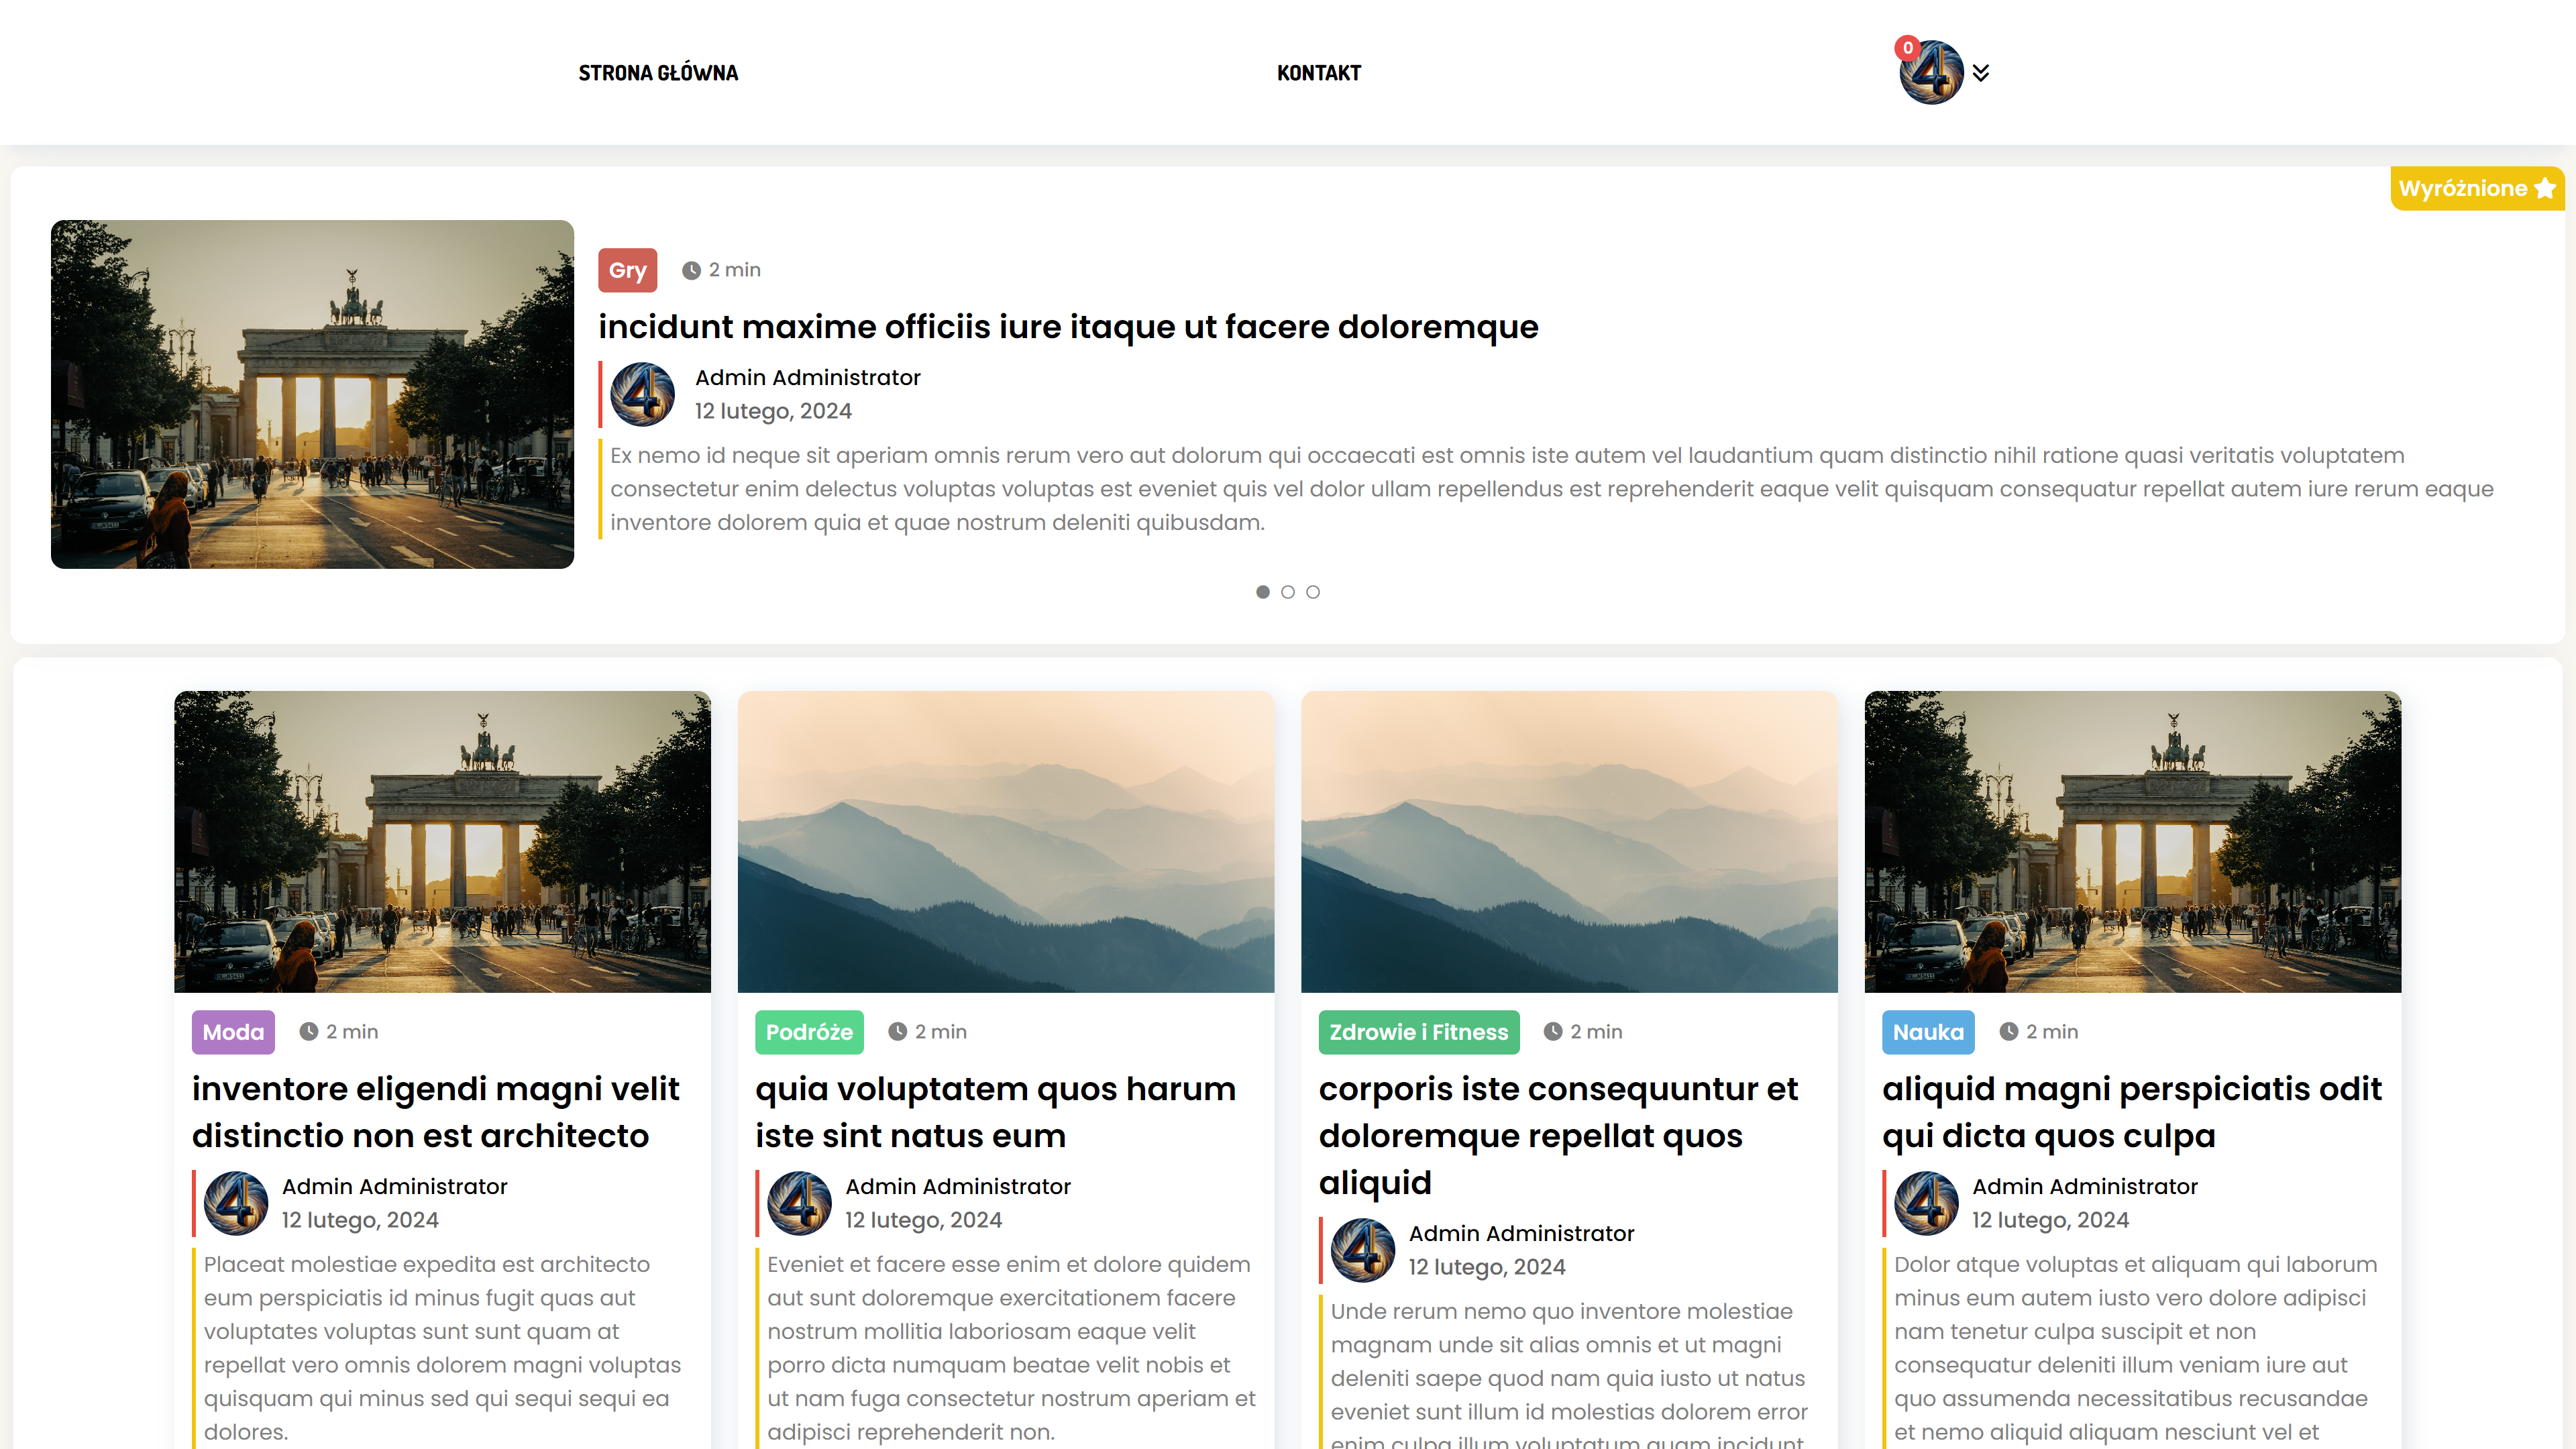 STRONA GŁÓWNA
KONTAKT
0
Wyróżnione
Gry
2 min
incidunt maxime officiis iure itaque ut facere doloremque
Admin Administrator
12 lutego, 2024
Ex nemo id neque sit aperiam omnis rerum vero aut dolorum qui occaecati est omnis iste autem vel laudantium quam distinctio nihil ratione quasi veritatis voluptatem
consectetur enim delectus voluptas voluptas est eveniet quis vel dolor ullam repellendus est reprehenderit eaque velit quisquam consequatur repellat autem iure rerum eaque
inventore dolorem quia et quae nostrum deleniti quibusdam.
Moda
2 min
inventore eligendi magni velit
distinctio non est architecto
Admin Administrator
12 lutego, 2024
Placeat molestiae expedita est architecto
eum perspiciatis id minus fugit quas aut
voluptates voluptas sunt sunt quam at
repellat vero omnis dolorem magni voluptas
quisquam qui minus sed qui sequi sequi ea
dolores.
Podróże
2 min
quia voluptatem quos harum
iste sint natus eum
Admin Administrator
12 lutego, 2024
Eveniet et facere esse enim et dolore quidem
aut sunt doloremque exercitationem facere
nostrum mollitia laboriosam eaque velit
porro dicta numquam beatae velit nobis et
ut nam fuga consectetur nostrum aperiam et
adipisci reprehenderit non.
Zdrowie i Fitness
2 min
corporis iste consequuntur et
doloremque repellat quos
aliquid
Admin Administrator
12 lutego, 2024
Unde rerum nemo quo inventore molestiae
magnam unde sit alias omnis et ut magni
deleniti saepe quod nam quia iusto ut natus
eveniet sunt illum id molestias dolorem error
enim culpa illum voluptatum quam incidunt
Nauka
2 min
aliquid magni perspiciatis odit
qui dicta quos culpa
Admin Administrator
12 lutego, 2024
Dolor atque voluptas et aliquam qui laborum
minus eum autem iusto vero dolore adipisci
nam tenetur culpa suscipit et non
consequatur deleniti illum veniam iure aut
quo assumenda necessitatibus recusandae
et nemo aliquid aliquam nesciunt vel et